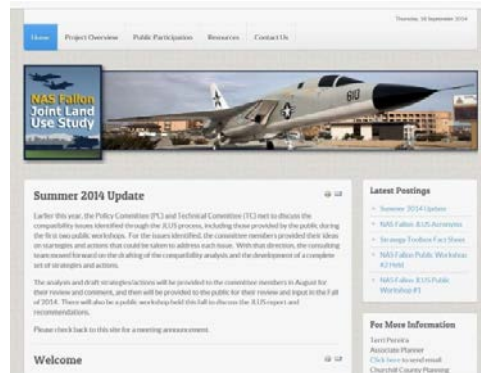 Thursday, 18 September 2014
Home Project Overview Public Participation Resources Contact Us
NAS Fallon
Joint Land
Use Study
610
Summer 2014 Update
Earlier this year, the Policy Committee (PC) and Technical Committee (TC) met to discuss the
compatibility issues identified through the JLUS process, including those provided by the public during
the first two public workshops. For the issues identified, the committee members provided their ideas
on startegies and actions that could be taken to address each issue. With that direction, the consulting
team moved forward on the drafting of the compatibility analysis and the development of a complete
set of strategies and actions.
The analysis and draft strategies/actions will be provided to the committee members in August for
their review and comment, and then will be provided to the public for their review and input in the Fall
of 2014. There will also be a public workshop held this fall to discuss the JLUS report and
recommendations.
Please check back to this site for a meeting announcement.
Welcome
Latest Postings
Summer 2014 Update
NAS Fallon JLUS Acronyms
Strategy Toolbox Fact Sheet
NAS Fallon Public Workshop
#2 Held
NAS Fallon JLUS Public
Workshop #1
For More Information
Terri Pereira
Associate Planner
Click here to send email
Churchill County Planning